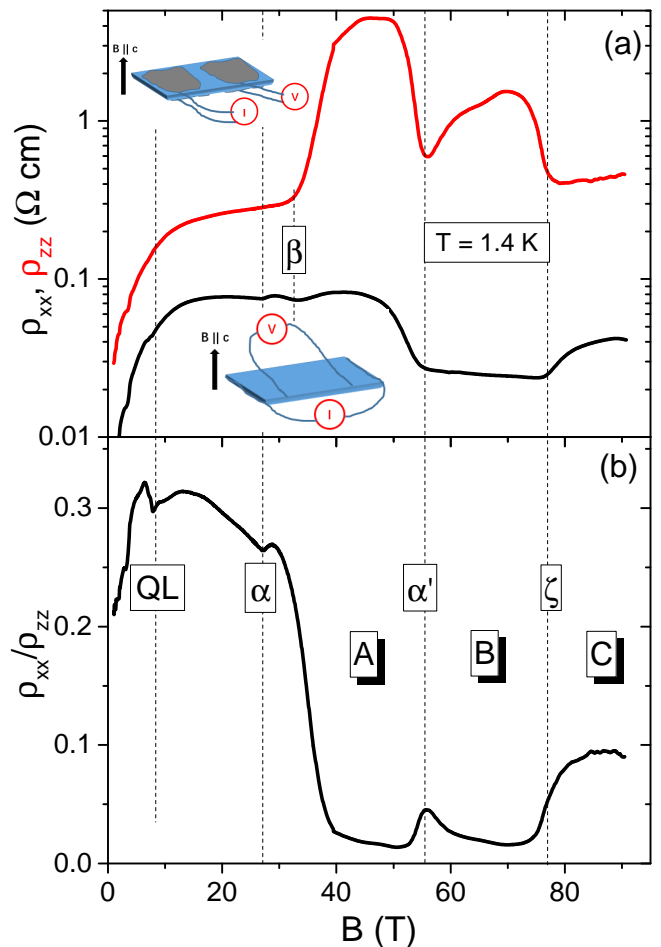 (a)
B || c
I
V
1
0.1
0.01
ρxx, ρzz (Ω cm)
β
T = 1.4 K
B || c
V
I
(b)
0.3
0.2
0.1
0.0
ρxx/ρzz
QL
α
α'
ζ
A
B
C
0
20
40
60
80
B (T)